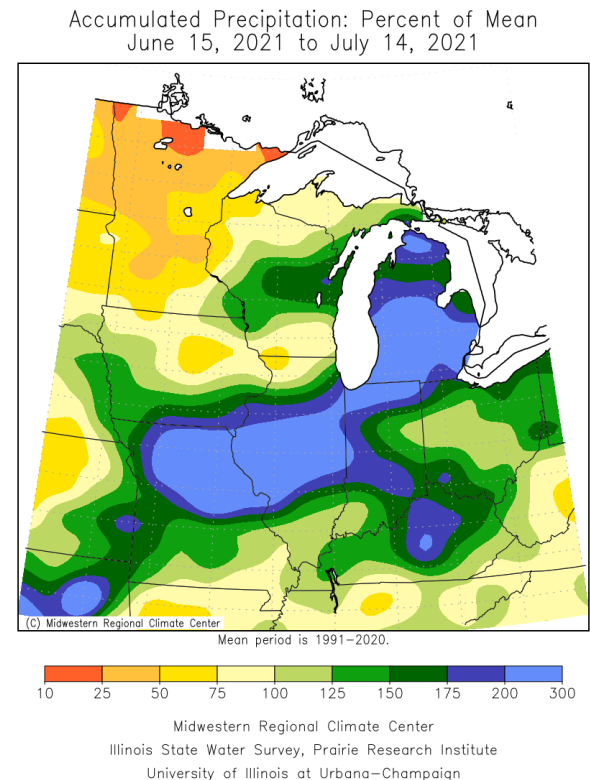 Accumulated Precipitation: Percent of Mean
June 15, 2021 to July 14, 2021
(C) Midwestern Regional Climate Center
Mean period is 1991-2020.
10 25 50 75 100 125 150 175 200 300
Midwestern Regional Climate Center
Illinois State Water Survey, Prairie Research Institute
University of Illinois at Urbana-Champaign